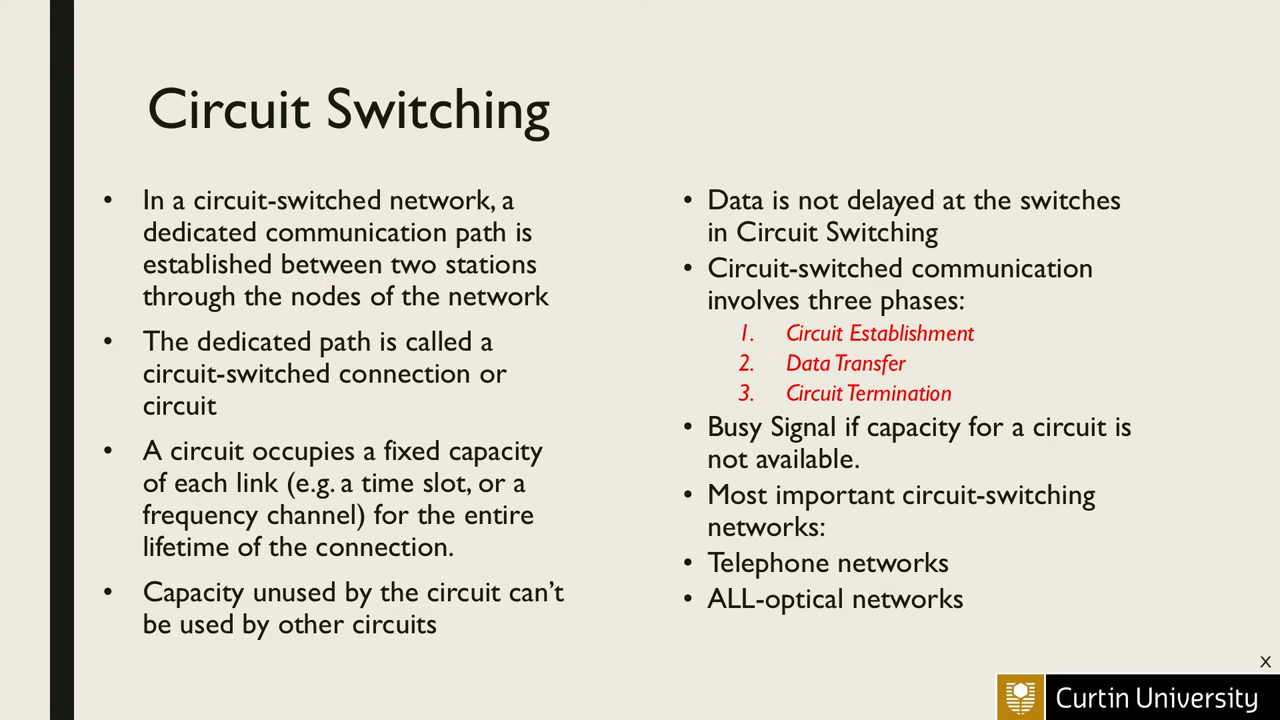 Circuit Switching
• In a circuit-switched network, a
dedicated communication path is
established between two stations
through the nodes of the network
• The dedicated path is called a
circuit-switched connection or
circuit
• A circuit occupies a fixed capacity
of each link (e.g. a time slot, or a
frequency channel) for the entire
lifetime of the connection.
• Capacity unused by the circuit can’t
be used by other circuits
• Data is not delayed at the switches
in Circuit Switching
• Circuit-switched communication
involves three phases:
1. Circuit Establishment
2. Data Transfer
3. Circuit Termination
• Busy Signal if capacity for a circuit is
not available.
• Most important circuit-switching
networks:
• Telephone networks
• ALL-optical networks
X
Curtin University